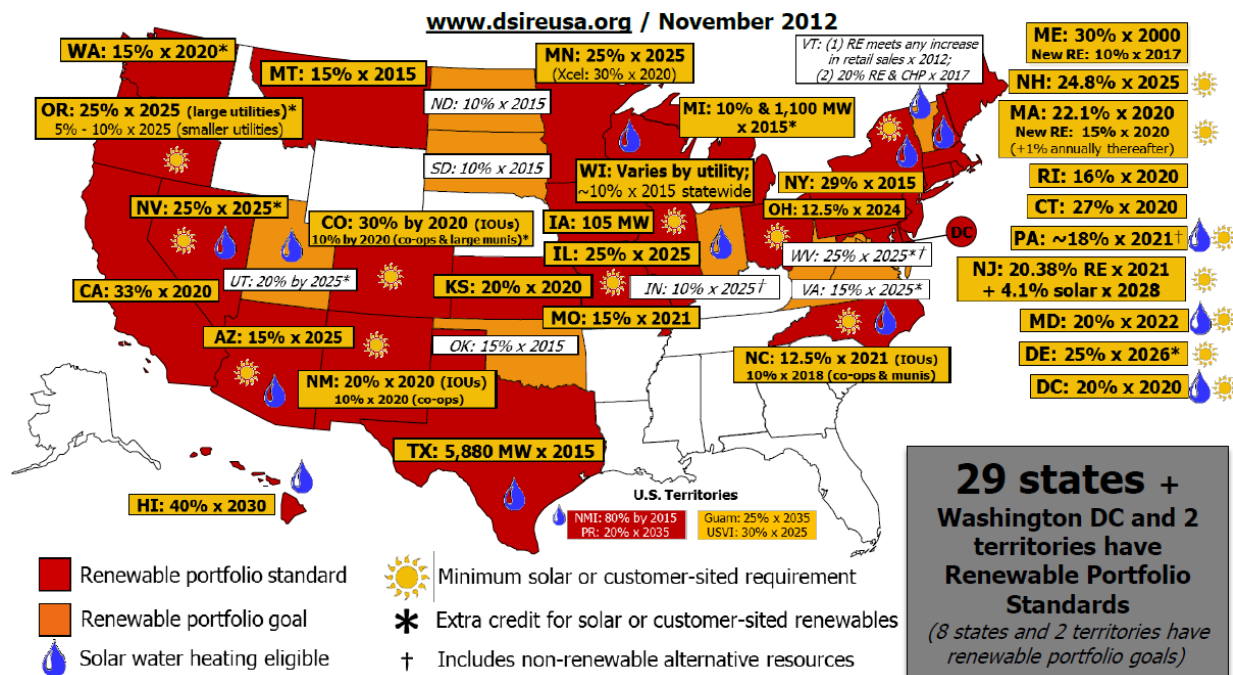 www.dsireusa.org / November 2012
WA: 15% x 2020*
MT: 15% x 2015
MN: 25% x 2025
(Xcel: 30% x 2020)
VT: (1) RE meets any increase
in retail sales x 2012;
(2) 20% RE & CHP x 2017
ME: 30% x 2000
New RE: 10% x 2017
NH: 24.8% x 2025
OR: 25% x 2025 (large utilities)*
5% - 10% x 2025 (smaller utilities)
ND: 10% x 2015
MI: 10% & 1,100 MW
x 2015*
MA: 22.1% x 2020
New RE: 15% x 2020
(+1% annually thereafter)
SD: 10% x 2015
WI: Varies by utility;
~10% x 2015 statewide
NY: 29% x 2015
RI: 16% x 2020
NV: 25% x 2025*
CO: 30% by 2020 (IOUs)
10% by 2020 (co-ops & large munis)*
IA: 105 MW
OH: 12.5% x 2024
CT: 27% x 2020
DC
PA: ~18% x 2021†
IL: 25% x 2025
WV: 25% x 2025*†
UT: 20% by 2025*
NJ: 20.38% RE x 2021
+ 4.1% solar x 2028
CA: 33% x 2020
KS: 20% x 2020
IN: 10% x 2025†
VA: 15% x 2025*
MO: 15% x 2021
MD: 20% x 2022
AZ: 15% x 2025
OK: 15% x 2015
NC: 12.5% x 2021 (IOUs)
10% x 2018 (co-ops & munis)
DE: 25% x 2026*
NM: 20% x 2020 (IOUs)
10% x 2020 (co-ops)
DC: 20% x 2020
TX: 5,880 MW x 2015
HI: 40% x 2030
U.S. Territories
NMI: 80% by 2015
PR: 20% x 2035
Guam: 25% x 2035
USVI: 30% x 2025
29 states +
Washington DC and 2
territories have
Renewable Portfolio
Standards
(8 states and 2 territories have
renewable portfolio goals)
Renewable portfolio standard
Renewable portfolio goal
Solar water heating eligible
Minimum solar or customer-sited requirement
* Extra credit for solar or customer-sited renewables
† Includes non-renewable alternative resources